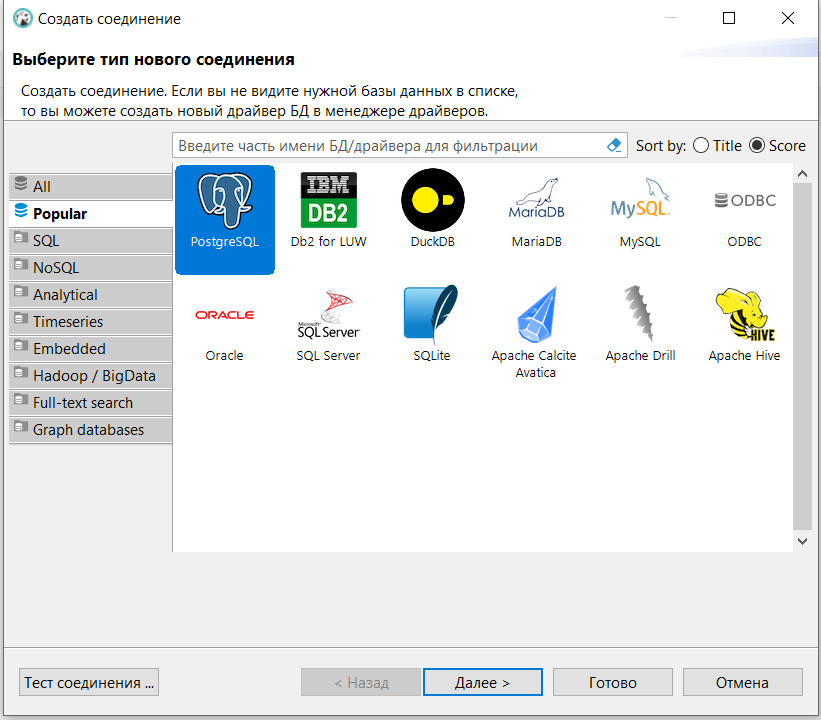 Создать соединение
Выберите тип нового соединения
Создать соединение. Если вы не видите нужной базы данных в списке,
то вы можете создать новый драйвер БД в менеджере драйверов.
Введите часть имени БД/драйвера для фильтрации
Sort by: Title Score
All
Popular
SQL
NoSQL
Analytical
Timeseries
Embedded
Hadoop / BigData
Full-text search
Graph databases
PostgreSQL
IBM
DB2
Db2 for LUW
DuckDB
MariaDB
MariaDB
MySQL
MySQL
ODBC
ODBC
ORACLE
Oracle
Microsoft
SQL Server
SQL Server
SQLite
Apache Calcite
Avatica
Apache Drill
HIVE
Apache Hive
Тест соединения ...
< Назад
Далее >
Готово
Отмена